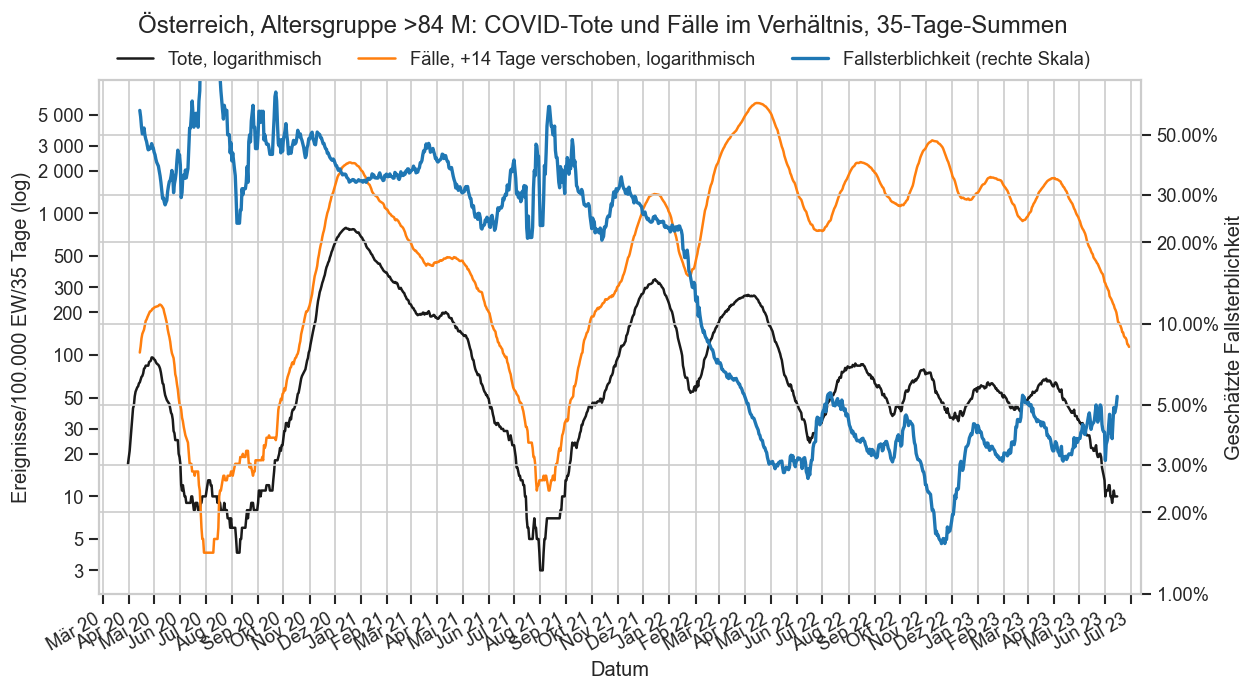 Österreich, Altersgruppe >84 M: COVID-Tote und Fälle im Verhältnis, 35-Tage-Summen
Tote, logarithmisch
Fälle, +14 Tage verschoben, logarithmisch
Fallsterblichkeit (rechte Skala)
Ereignisse/100.000 EW/35 Tage (log)
5 000
3 000
2 000
1 000
500
300
200
100
50
30
20
10
5
3
50.00%
30.00%
20.00%
10.00%
5.00%
3.00%
2.00%
1.00%
Geschätzte Fallsterblichkeit
Mär 20
Apr 20
Mai 20
Jun 20
Jul 20
Aug 20
Sep 20
Okt 20
Nov 20
Dez 20
Jan 21
Feb 21
Mär 21
Apr 21
Mai 21
Jun 21
Jul 21
Aug 21
Sep 21
Okt 21
Nov 21
Dez 21
Jan 22
Feb 22
Mär 22
Apr 22
Mai 22
Jun 22
Jul 22
Aug 22
Sep 22
Okt 22
Nov 22
Dez 22
Jan 23
Feb 23
Mär 23
Apr 23
Mai 23
Jun 23
Jul 23
Datum